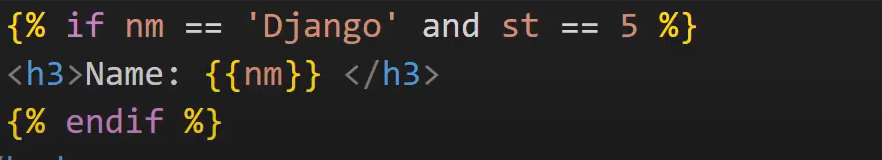 {% if nm == 'Django' and st == 5 %}
<h3>Name: {{nm}} </h3>
{% endif %}